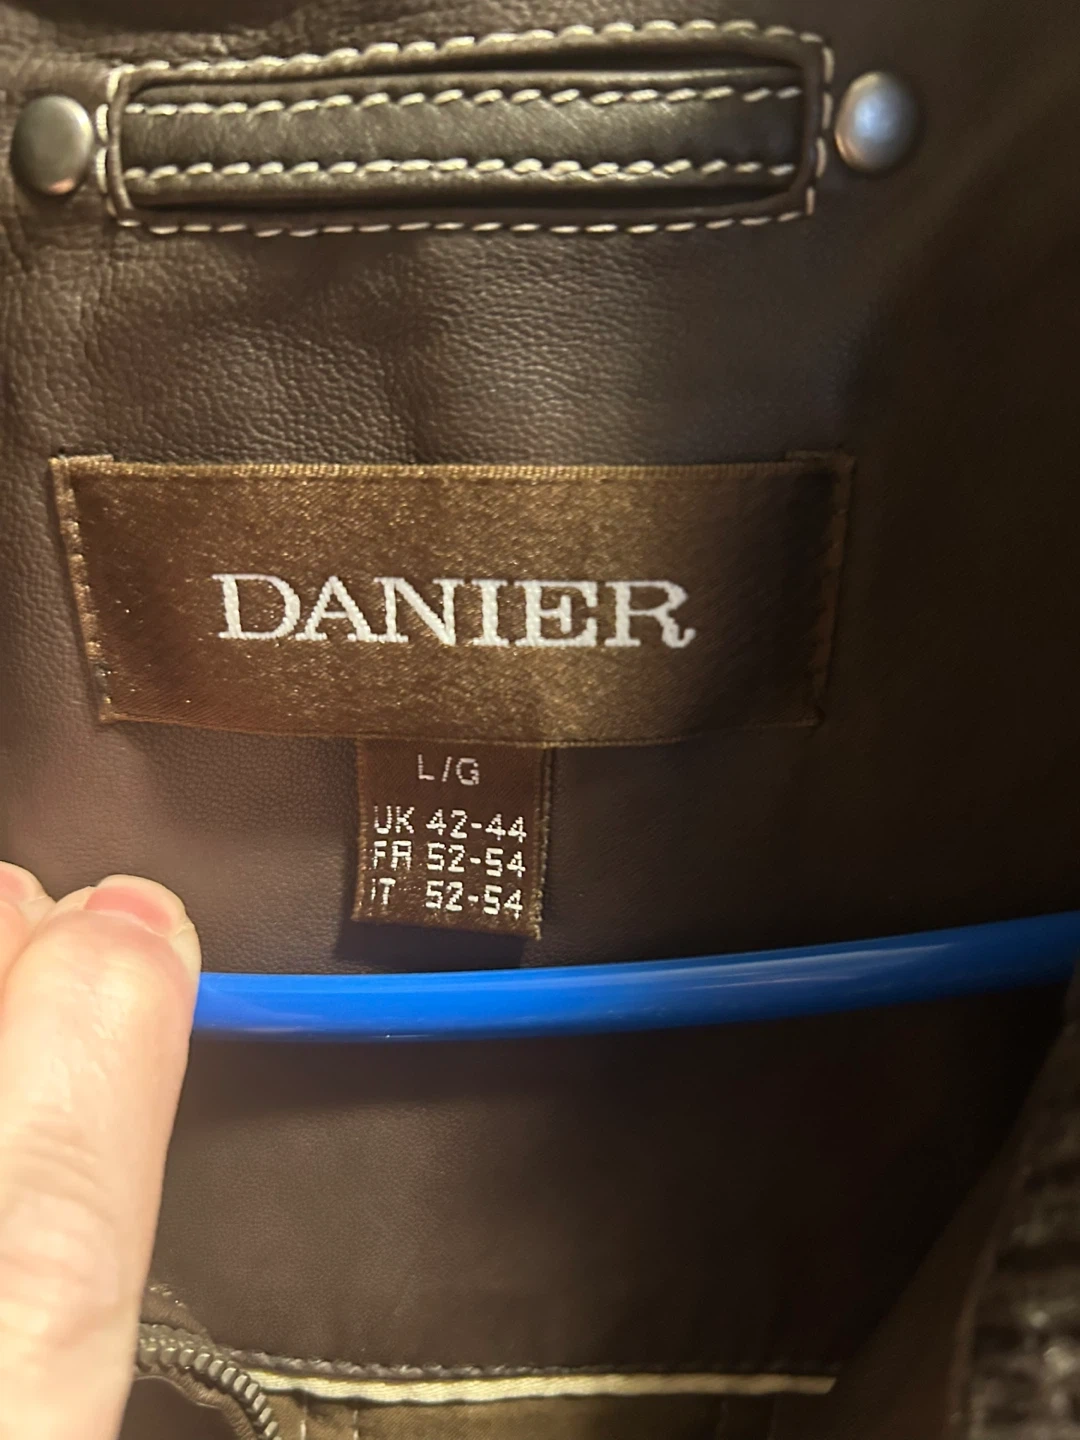 DANIER
L/G
UK 42-44
FR 52-54
IT 52-54